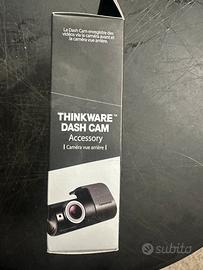 Le Dash Cam enregistre des
vidéos via la caméra avant et
la caméra vue arrière.
THINKWARE™
DASH CAM
Accessory
| Caméra vue arrière |
subito